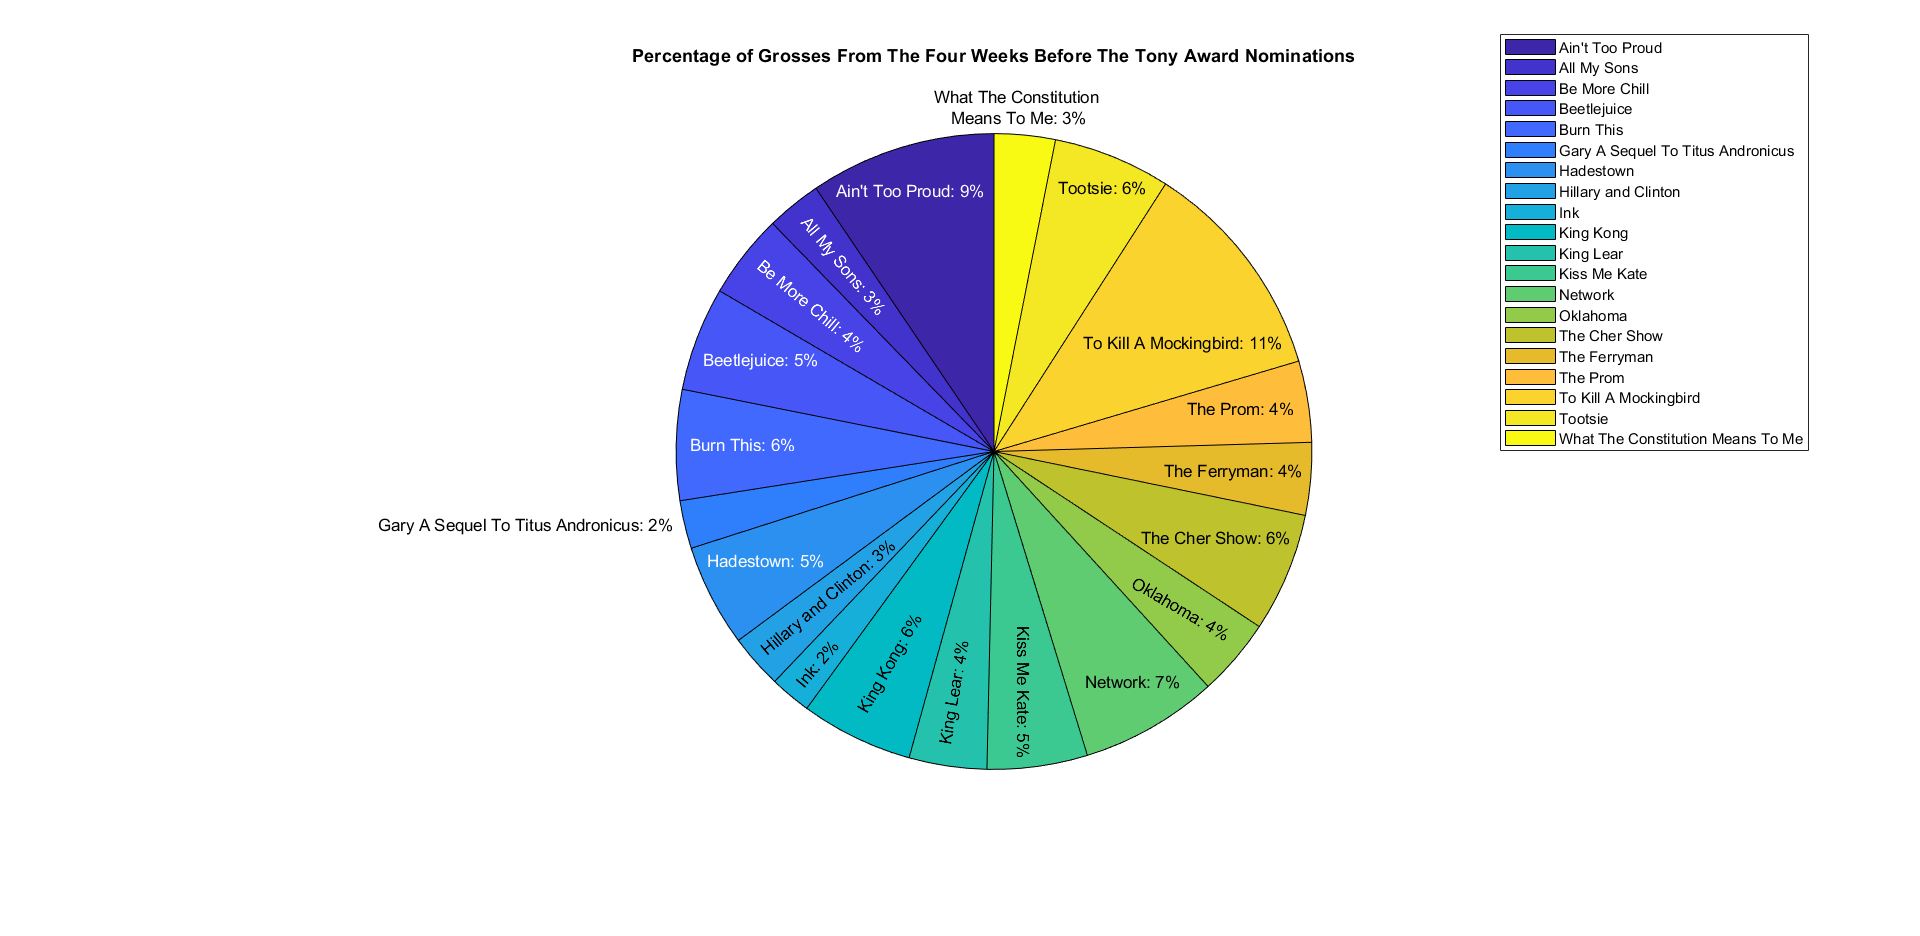 Percentage of Grosses From The Four Weeks Before The Tony Award Nominations
What The Constitution
Means To Me: 3%
Ain't Too Proud: 9%
All My Sons: 3%
Be More Chill: 4%
Beetlejuice: 5%
Burn This: 6%
Gary A Sequel To Titus Andronicus: 2%
Hadestown: 5%
Hillary and Clinton: 3%
Ink: 2%
King Kong: 6%
King Lear: 4%
Kiss Me Kate: 5%
Network: 7%
Oklahoma: 4%
The Cher Show: 6%
The Ferryman: 4%
The Prom: 4%
To Kill A Mockingbird: 11%
Tootsie: 6%
Ain't Too Proud
All My Sons
Be More Chill
Beetlejuice
Burn This
Gary A Sequel To Titus Andronicus
Hadestown
Hillary and Clinton
Ink
King Kong
King Lear
Kiss Me Kate
Network
Oklahoma
The Cher Show
The Ferryman
The Prom
To Kill A Mockingbird
Tootsie
What The Constitution Means To Me